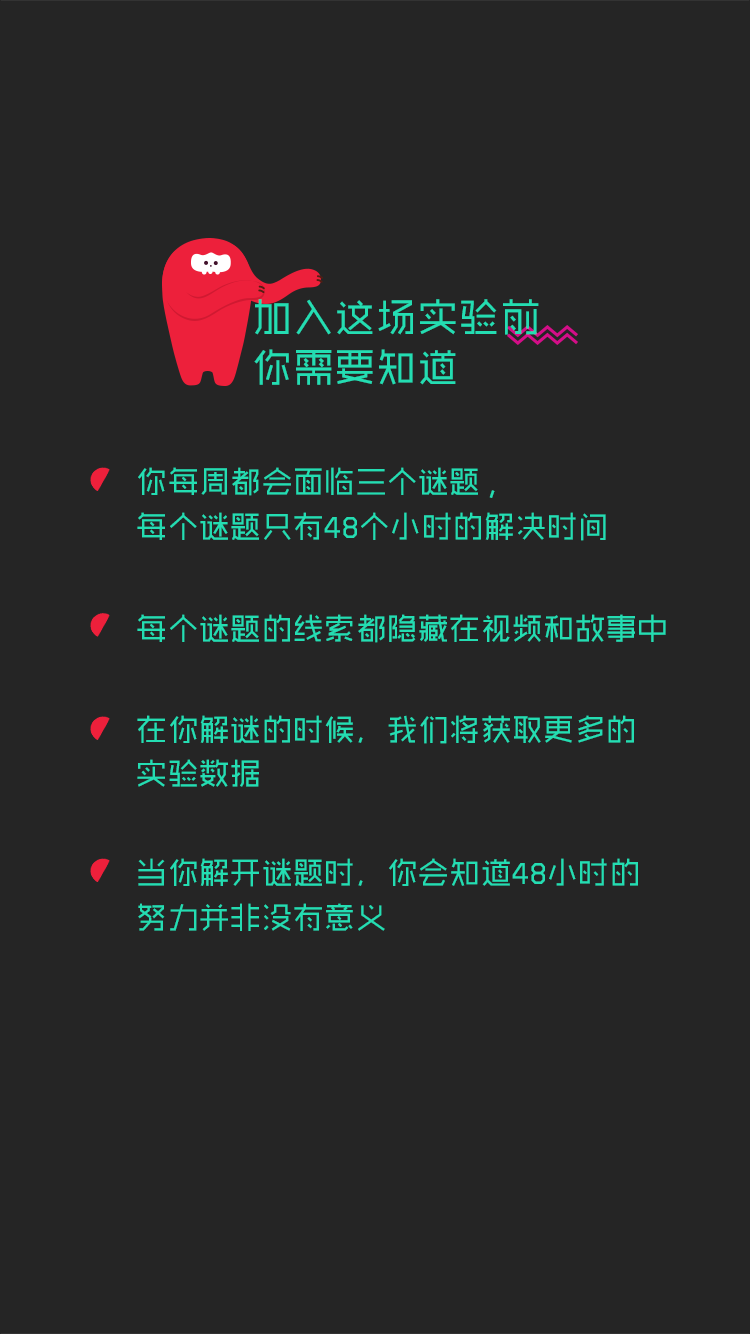 加入这场实验前
你需要知道
你每周都会面临三个谜题，
每个谜题只有48个小时的解决时间
每个谜题的线索都隐藏在视频和故事中
在你解谜的时候，我们将获取更多的
实验数据
当你解开谜题时，你会知道48小时的
努力并非没有意义